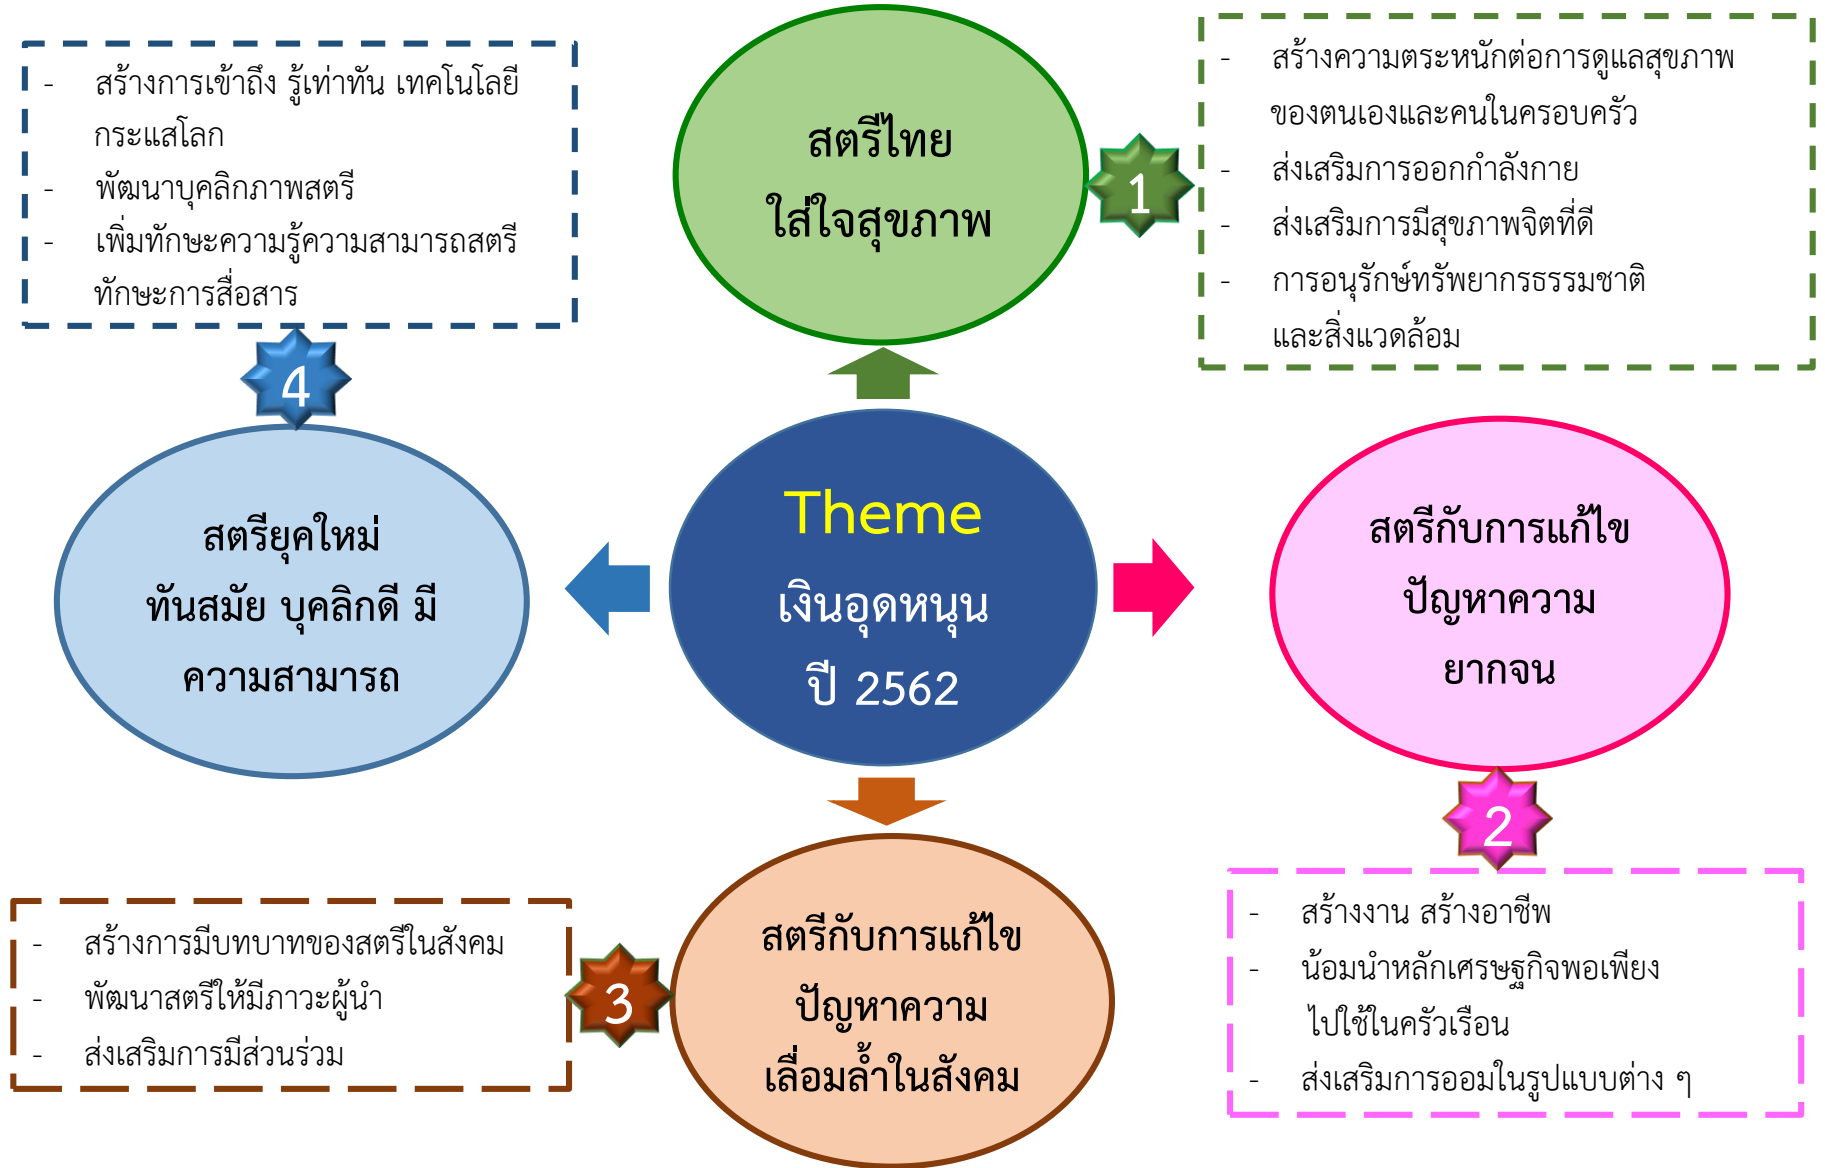 Theme
เงินอุดหนุน
ปี 2562
สตรีไทย
ใส่ใจสุขภาพ
1
- สร้างความตระหนักต่อการดูแลสุขภาพ
ของตนเองและคนในครอบครัว
- ส่งเสริมการออกกำลังกาย
- ส่งเสริมการมีสุขภาพจิตที่ดี
- การอนุรักษ์ทรัพยากรธรรมชาติ
และสิ่งแวดล้อม
สตรีกับการแก้ไข
ปัญหาความ
ยากจน
2
- สร้างงาน สร้างอาชีพ
- น้อมนำหลักเศรษฐกิจพอเพียง
ไปใช้ในครัวเรือน
- ส่งเสริมการออมในรูปแบบต่าง ๆ
สตรีกับการแก้ไข
ปัญหาความ
เลื่อมล้ำในสังคม
3
- สร้างการมีบทบาทของสตรีในสังคม
- พัฒนาสตรีให้มีภาวะผู้นำ
- ส่งเสริมการมีส่วนร่วม
สตรียุคใหม่
ทันสมัย บุคลิกดี มี
ความสามารถ
4
- สร้างการเข้าถึง รู้เท่าทัน เทคโนโลยี
กระแสโลก
- พัฒนาบุคลิกภาพสตรี
- เพิ่มทักษะความรู้ความสามารถสตรี
ทักษะการสื่อสาร